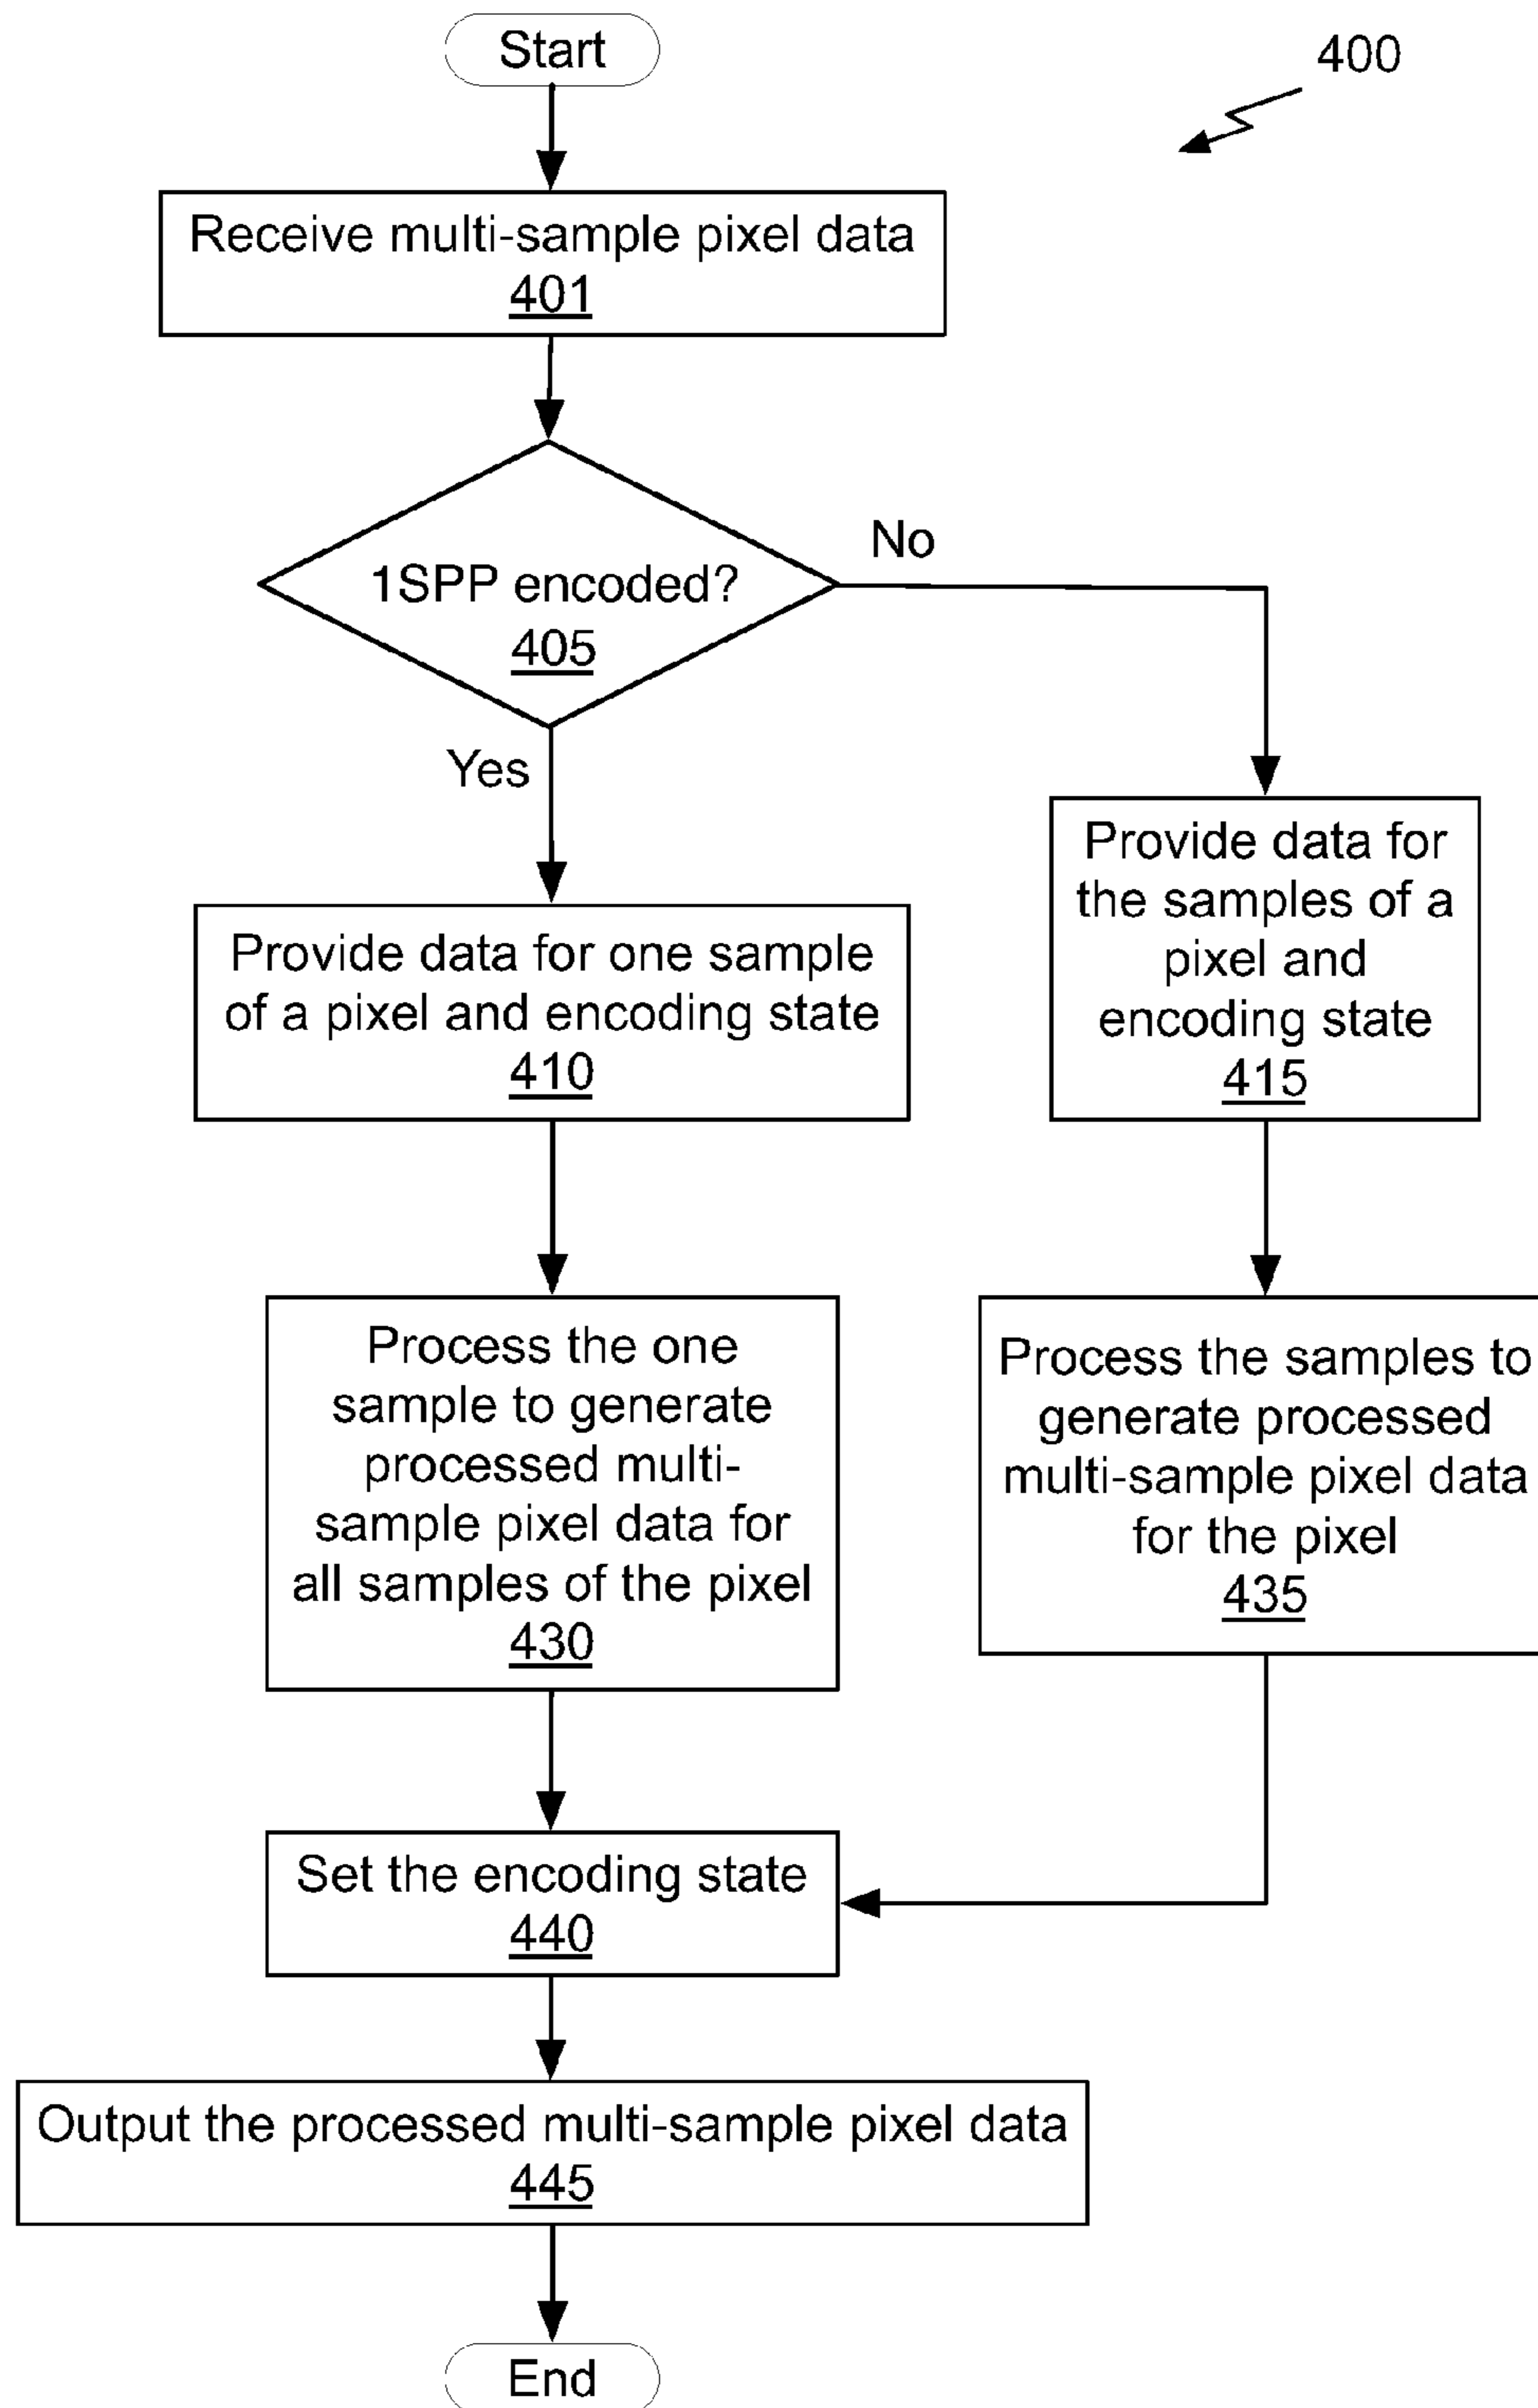 Start
400
Receive multi-sample pixel data
401
1SPP encoded?
405
No
Yes
Provide data for one sample
of a pixel and encoding state
410
Provide data for
the samples of a
pixel and
encoding state
415
Process the one
sample to generate
processed multi-
sample pixel data for
all samples of the pixel
430
Process the samples to
generate processed
multi-sample pixel data
for the pixel
435
Set the encoding state
440
Output the processed multi-sample pixel data
445
End